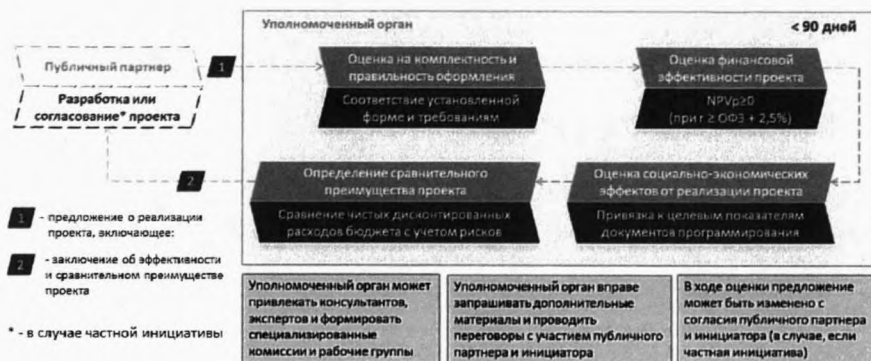 Уполномоченный орган
< 90 дней
Публичный партнер
Разработка или
согласование* проекта
1
Оценка на комплектность и
правильность оформления
Соответствие установленной
форме и требованиям
Оценка финансовой
эффективности проекта
NPVp≥0
(при r ≥ ОФЗ + 2,5%)
2
Определение сравнительного
преимущества проекта
Сравнение чистых дисконтированных
расходов бюджета с учетом рисков
Оценка социально-экономических
эффектов от реализации проекта
Привязка к целевым показателям
документов программирования
1 - предложение о реализации
проекта, включающее:
2 - заключение об эффективности
и сравнительном преимуществе
проекта
* - в случае частной инициативы
Уполномоченный орган может
привлекать консультантов,
экспертов и формировать
специализированные
комиссии и рабочие группы
Уполномоченный орган вправе
запрашивать дополнительные
материалы и проводить
переговоры с участием публичного
партнера и инициатора
В ходе оценки предложение
может быть изменено с
согласия публичного партнера
и инициатора (в случае, если
частная инициатива)